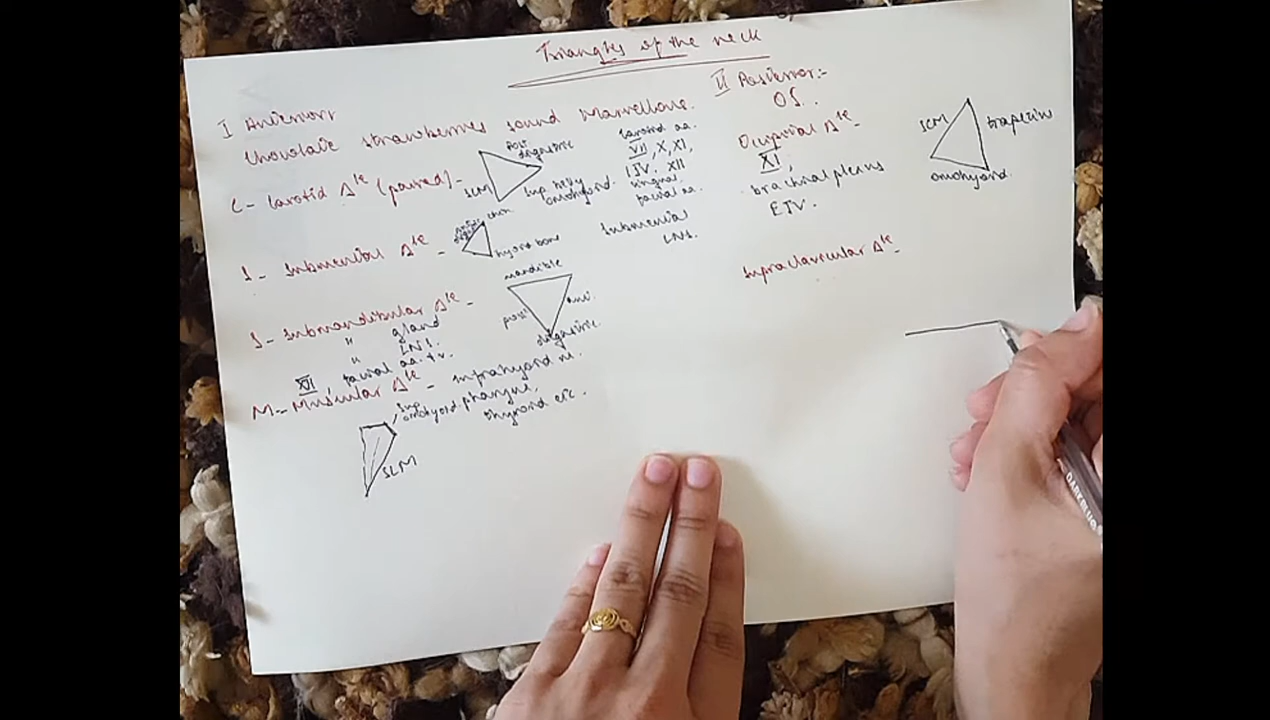 Triangles of the neck
I Anterior
Chocolate strawberries sound Marvellous.
C- Carotid Δle (paired) -
post digastric
SCM
sup belly omohyoid.
carotid aa.
VII, X, XI,
IJV, XII
lingual
facial aa.
S- Submental Δle -
chin
hyoid bone
Submental
LNs.
S- Submandibular Δle -
" gland
" LNs.
XII, facial aa. + v.
mandible
post.
ant.
digastric.
M- Muscular Δle - infrahyoid m.
pharynx,
thyroid etc.
sup omohyoid
SCM
II Posterior:-
OS..
Occipital Δle -
XI,
brachial plexus
EJV.
SCM
trapezius
omohyoid.
Supraclavicular Δle -